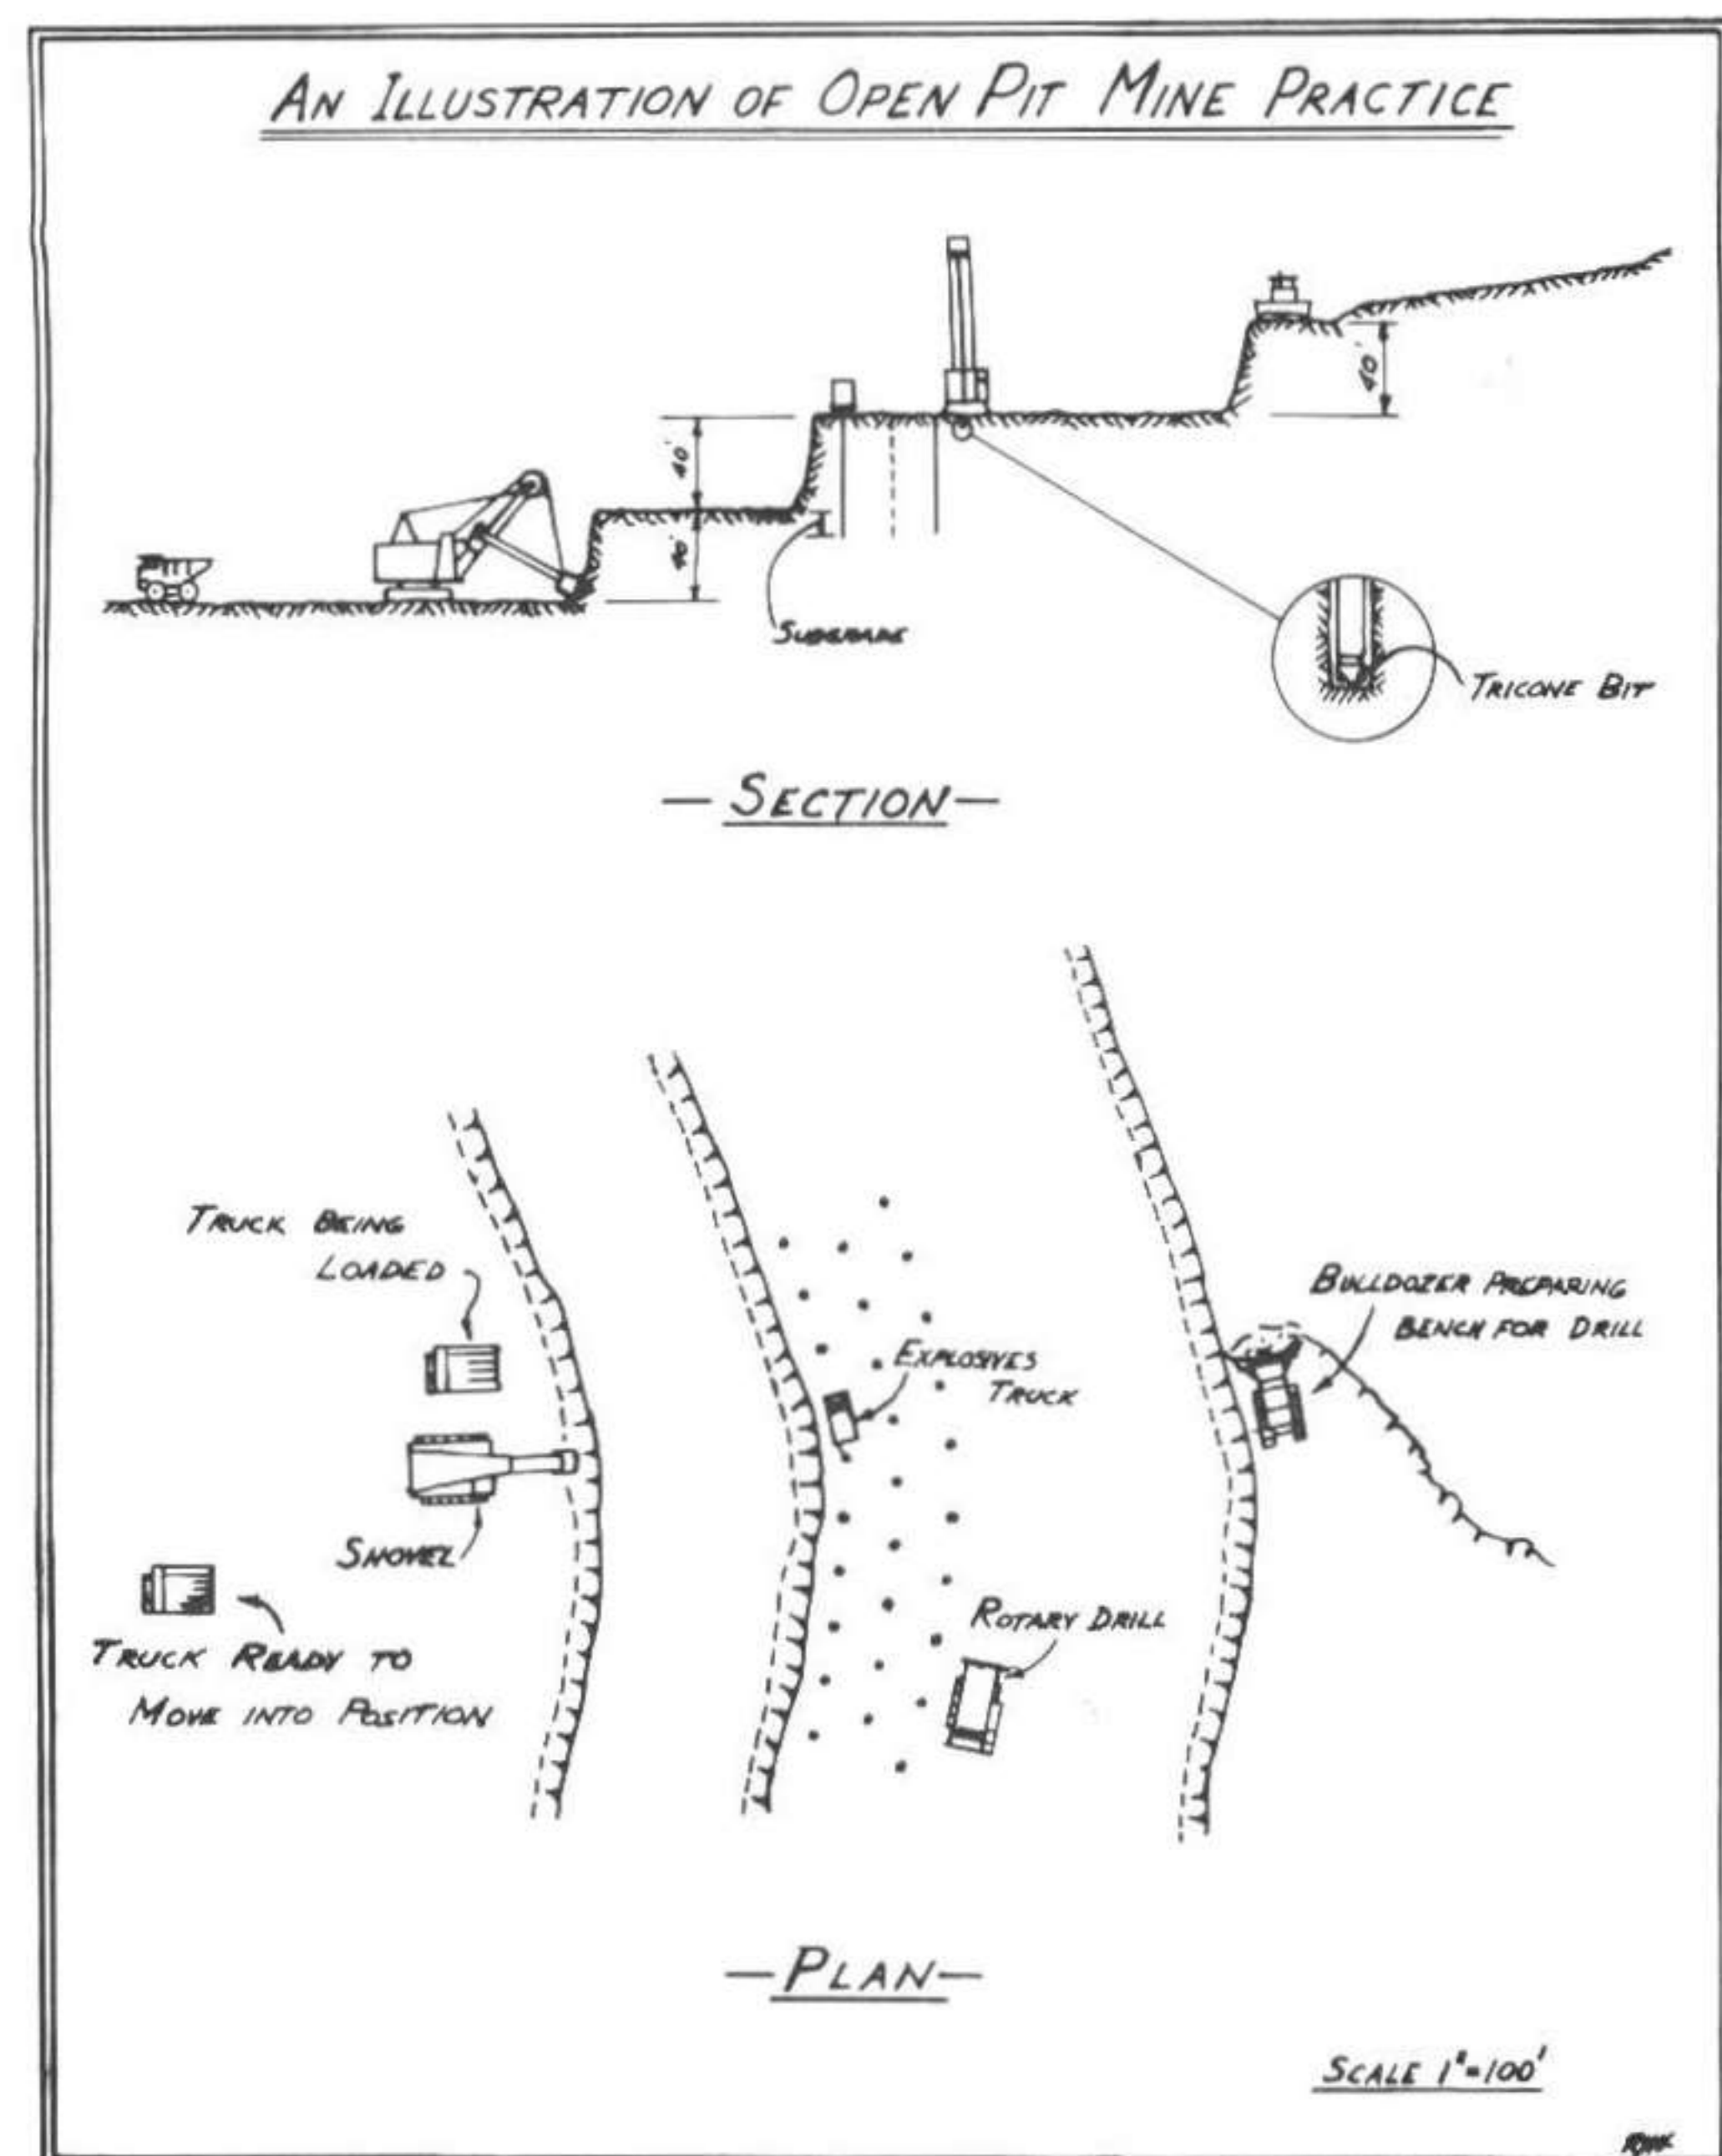 AN ILLUSTRATION OF OPEN PIT MINE PRACTICE
40'
40'
40'
SUBGRADE
TRICONE BIT
— SECTION —
TRUCK BEING
LOADED
BULLDOZER PREPARING
BENCH FOR DRILL
EXPLOSIVES
TRUCK
SHOVEL
ROTARY DRILL
TRUCK READY TO
MOVE INTO POSITION
— PLAN —
SCALE 1"=100'